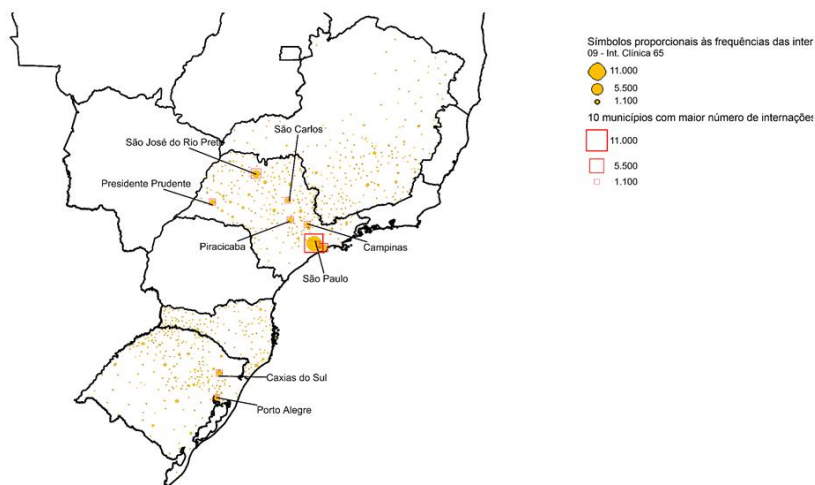 Símbolos proporcionais às frequências das inter
09 - Int. Clínica 65
11.000
5.500
1.100
10 municípios com maior número de internações
11.000
5.500
1.100
São Carlos
São José do Rio Preto
Presidente Prudente
Piracicaba
Campinas
São Paulo
Caxias do Sul
Porto Alegre